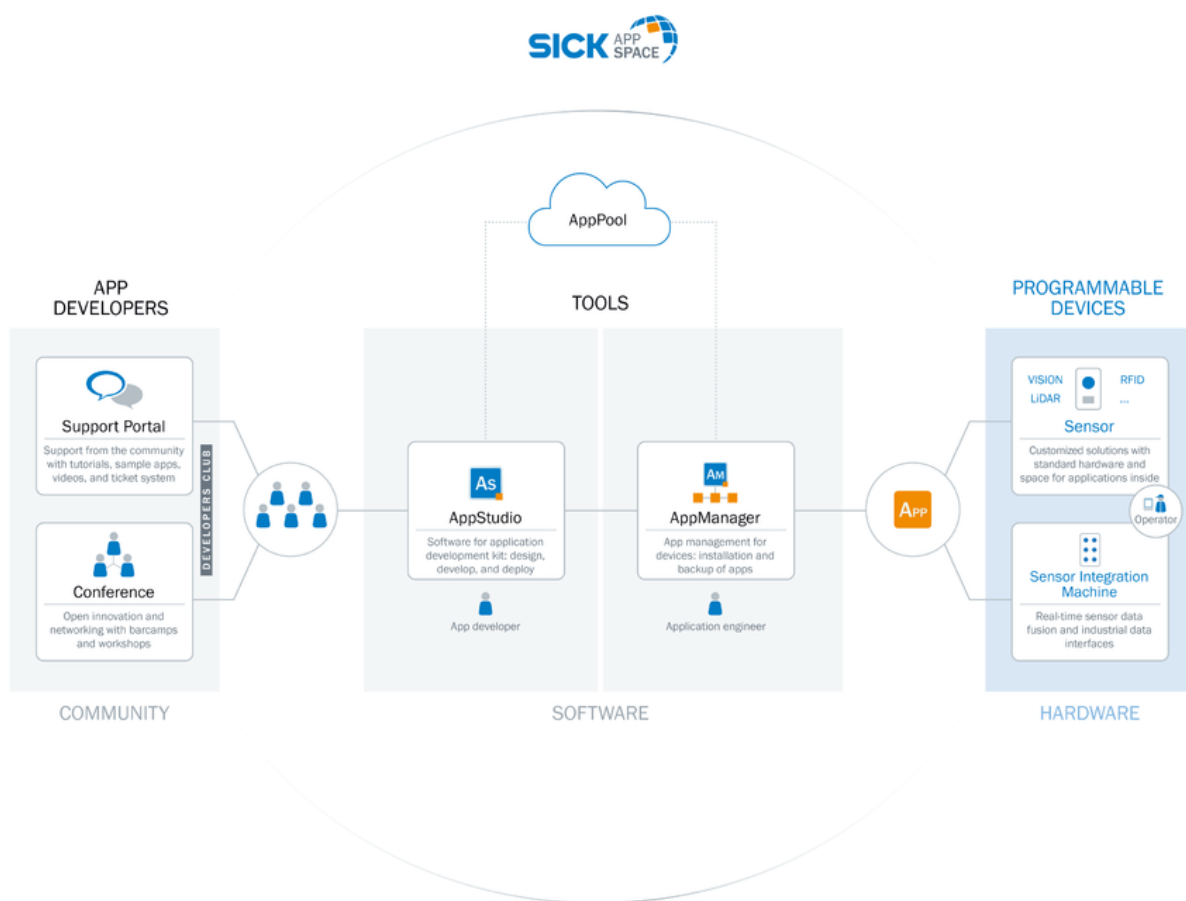 SICK APP SPACE
AppPool
APP
DEVELOPERS
TOOLS
PROGRAMMABLE
DEVICES
Support Portal
Support from the community
with tutorials, sample apps,
videos, and ticket system
DEVELOPERS CLUB
Conference
Open innovation and
networking with barcamps
and workshops
As
AppStudio
Software for application
development kit: design,
develop, and deploy
App developer
AM
AppManager
App management for
devices: installation and
backup of apps
Application engineer
APP
VISION
RFID
LiDAR
...
Sensor
Customized solutions with
standard hardware and
space for applications inside
Operator
Sensor Integration
Machine
Real-time sensor data
fusion and industrial data
interfaces
COMMUNITY
SOFTWARE
HARDWARE